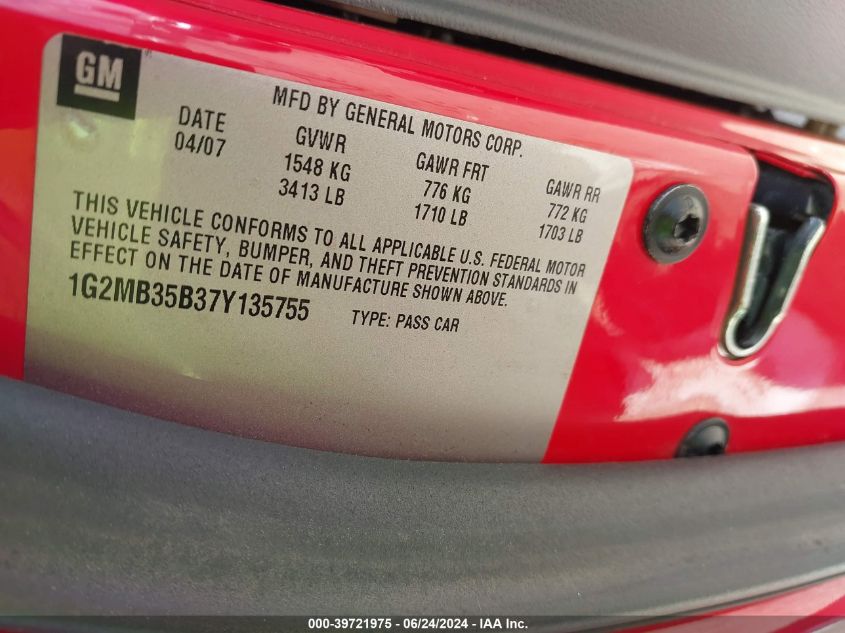 GM
MFD BY GENERAL MOTORS CORP.
DATE GVWR GAWR FRT GAWR RR
04/07 1548 KG 776 KG 772 KG
3413 LB 1710 LB 1703 LB
THIS VEHICLE CONFORMS TO ALL APPLICABLE U.S. FEDERAL MOTOR
VEHICLE SAFETY, BUMPER, AND THEFT PREVENTION STANDARDS IN
EFFECT ON THE DATE OF MANUFACTURE SHOWN ABOVE.
1G2MB35B37Y135755 TYPE: PASS CAR
000-39721975 - 06/24/2024 - IAA Inc.